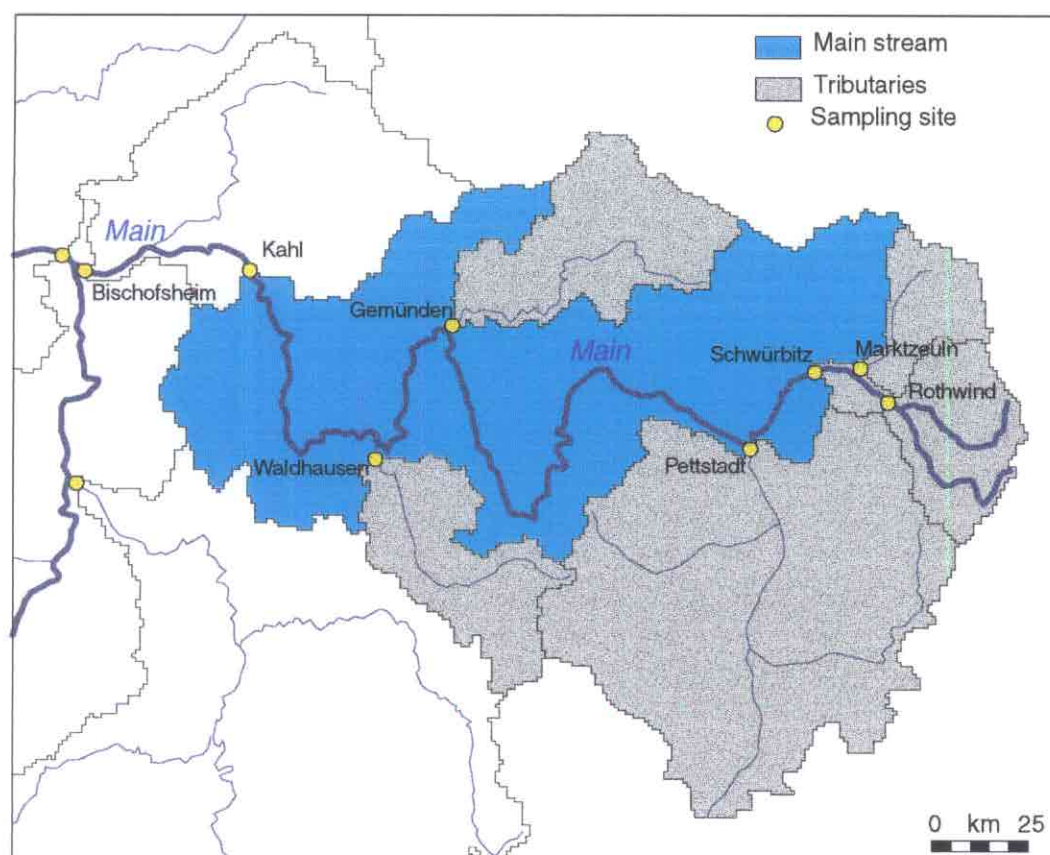 Main stream
Tributaries
Sampling site
Main
Kahl
Bischofsheim
Gemünden
Main
Schwürbitz
Marktzeuln
Rothwind
Waldhausen
Pettstadt
0 km 25